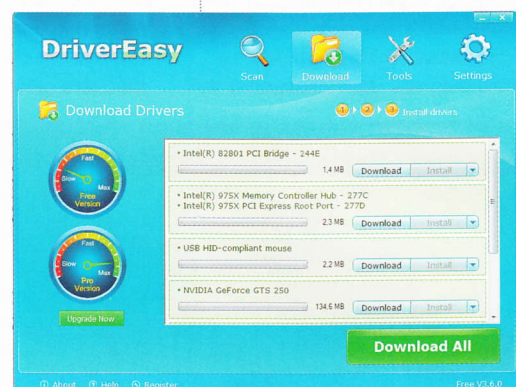 DriverEasy
Scan
Download
Tools
Settings
Download Drivers
1 2 3 Install drivers
Fast
Slow
Max
Free
Version
Fast
Slow
Max
Pro
Version
Upgrade Now
• Intel(R) 82801 PCI Bridge - 244E
1,4 MB Download Install
• Intel(R) 975X Memory Controller Hub - 277C
• Intel(R) 975X PCI Express Root Port - 277D
2,3 MB Download Install
• USB HID-compliant mouse
2.2 MB Download Install
• NVIDIA GeForce GTS 250
134,6 MB Download Install
Download All
About Help Register
Free V3.6.0